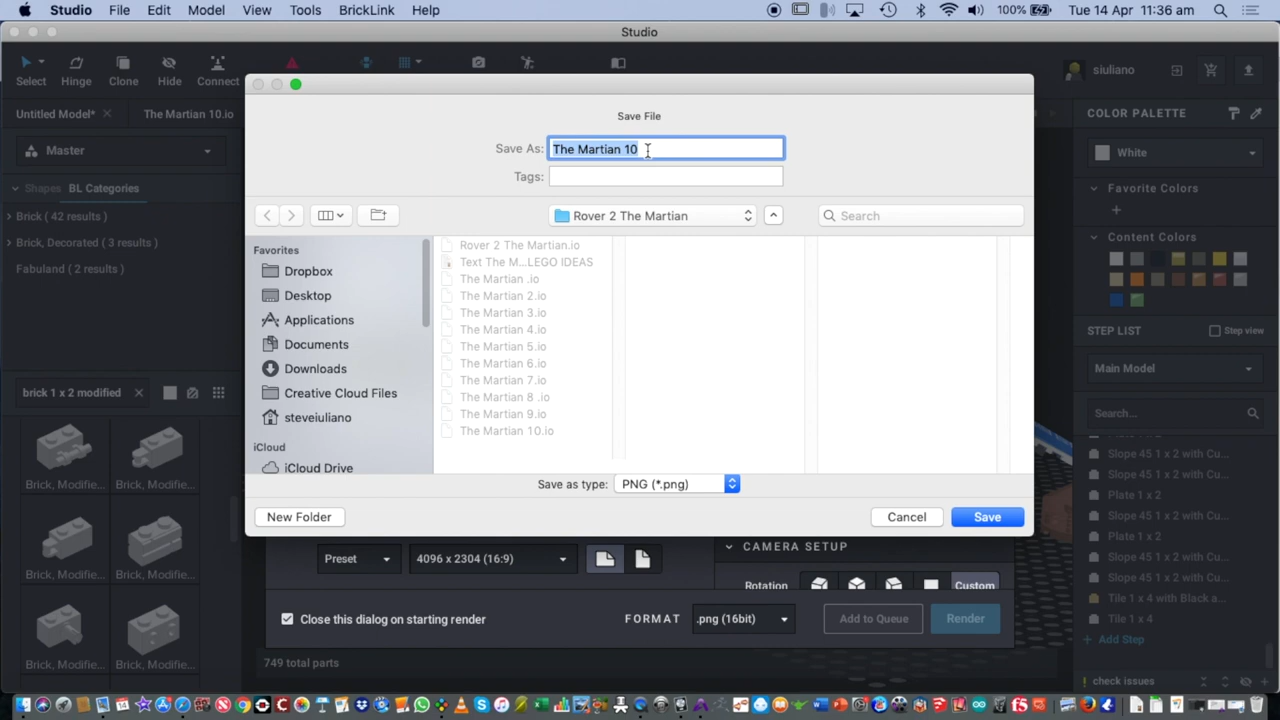 Studio File Edit Model View Tools BrickLink Help 100% Tue 14 Apr 11:36 am
Studio
Select Hinge Clone Hide Connect siuliano
Untitled Model* The Martian 10.io COLOR PALETTE
Master White
Shapes BL Categories Favorite Colors
Brick ( 42 results )
Brick, Decorated ( 3 results ) Content Colors
Fabuland ( 2 results )
Save File
Save As: The Martian 10
Tags:
Rover 2 The Martian Search
Favorites
Dropbox
Desktop
Applications
Documents
Downloads
Creative Cloud Files
steveiuliano
iCloud
iCloud Drive
Rover 2 The Martian.io
Text The M...LEGO IDEAS
The Martian .io
The Martian 2.io
The Martian 3.io
The Martian 4.io
The Martian 5.io
The Martian 6.io
The Martian 7.io
The Martian 8 .io
The Martian 9.io
The Martian 10.io
Save as type: PNG (*.png)
New Folder Cancel Save
STEP LIST Step view
Main Model
Search...
brick 1 x 2 modified
Brick, Modifie... Brick, Modifie...
Brick, Modifie... Brick, Modifie...
Brick, Modifie... Brick, Modifie...
Slope 45 1 x 2 with Cu...
Slope 45 1 x 2 with Cu...
Plate 1 x 2
Slope 45 1 x 2 with Cu...
Plate 1 x 2
Slope 45 1 x 2 with Cu...
Slope 45 1 x 2 with Cu...
Tile 1 x 4 with Black a...
Tile 1 x 4
Add Step
check issues
CAMERA SETUP
Preset 4096 x 2304 (16:9)
Rotation Custom
Close this dialog on starting render FORMAT .png (16bit) Add to Queue Render
749 total parts